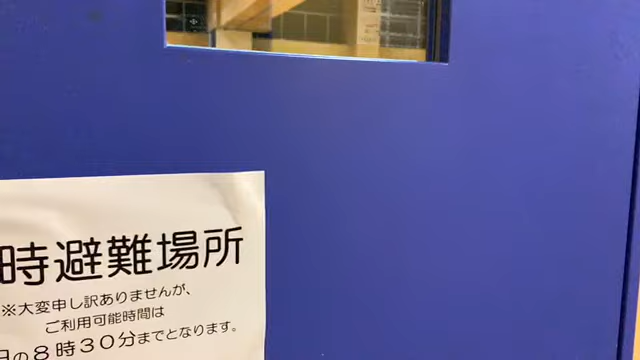 時避難場所
※大変申し訳ありませんが、
ご利用可能時間は
日の8時30分までとなります。